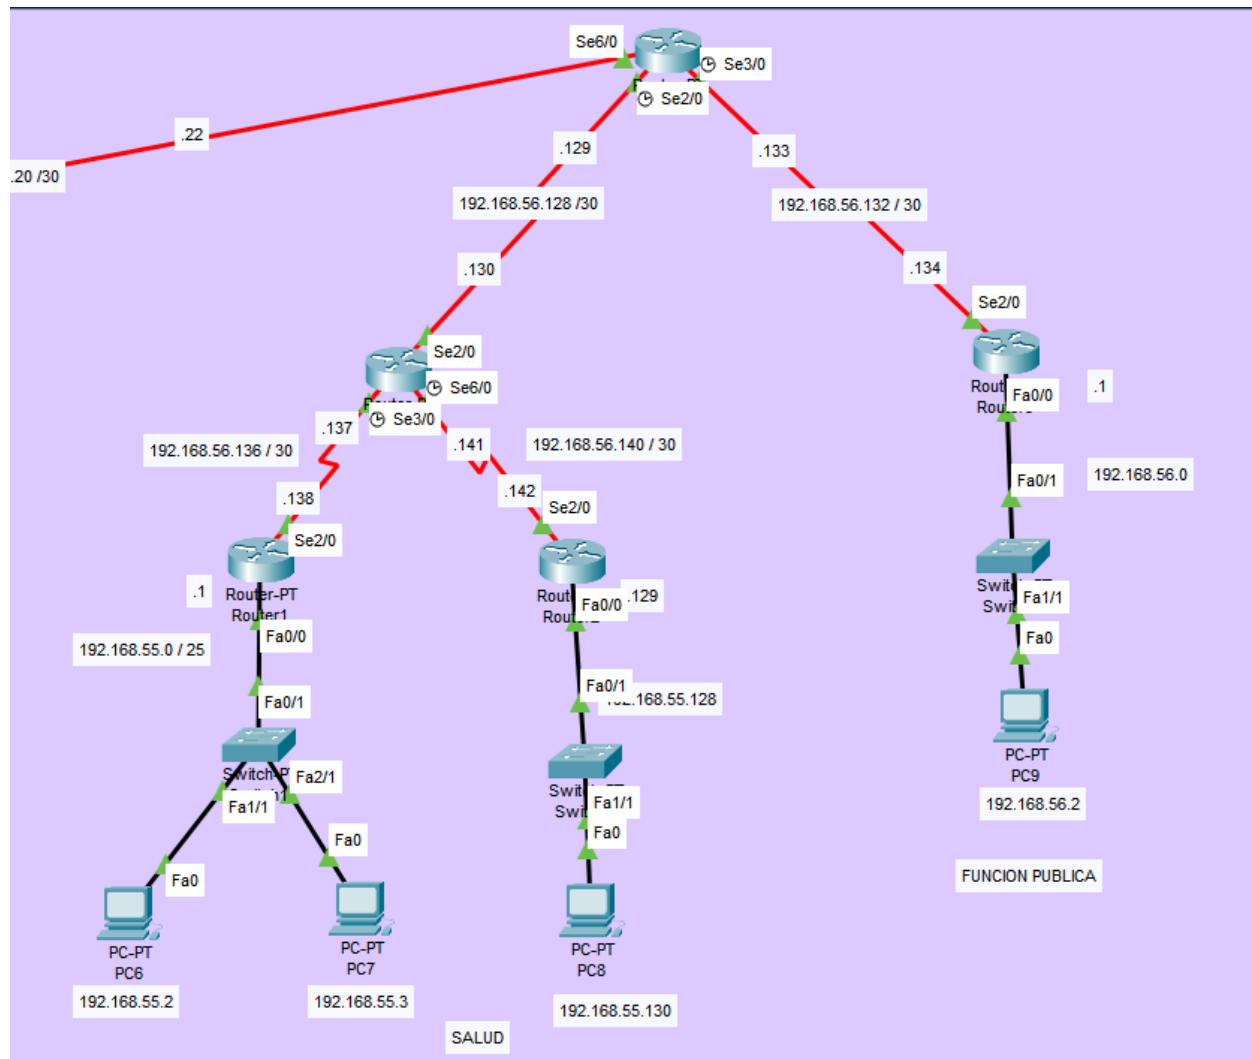 Se6/0
Se3/0
Se2/0
.22
.129
.133
.20 /30
192.168.56.128 /30
192.168.56.132 / 30
.130
.134
Se2/0
Se2/0
Se6/0
Se3/0
Fa0/0
.1
.137
.141
192.168.56.136 / 30
192.168.56.140 / 30
192.168.56.0
Fa0/1
.138
.142
Se2/0
Se2/0
.1
Router-PT
Router1
Fa0/0
.129
Fa0/0
Fa1/1
Fa0
192.168.55.0 / 25
Fa0/1
Fa0/1
.168.55.128
PC-PT
PC9
192.168.56.2
Fa2/1
Fa1/1
Fa1/1
Fa0
Fa0
Fa0
FUNCION PUBLICA
PC-PT
PC6
PC-PT
PC7
PC-PT
PC8
192.168.55.2
192.168.55.3
192.168.55.130
SALUD